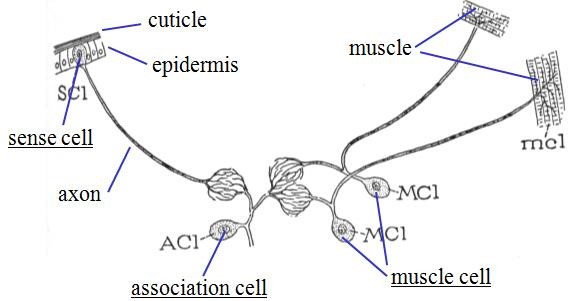 cuticle
epidermis
muscle
SCl
sense cell
mcl
axon
MCl
ACl
MCl
association cell
muscle cell